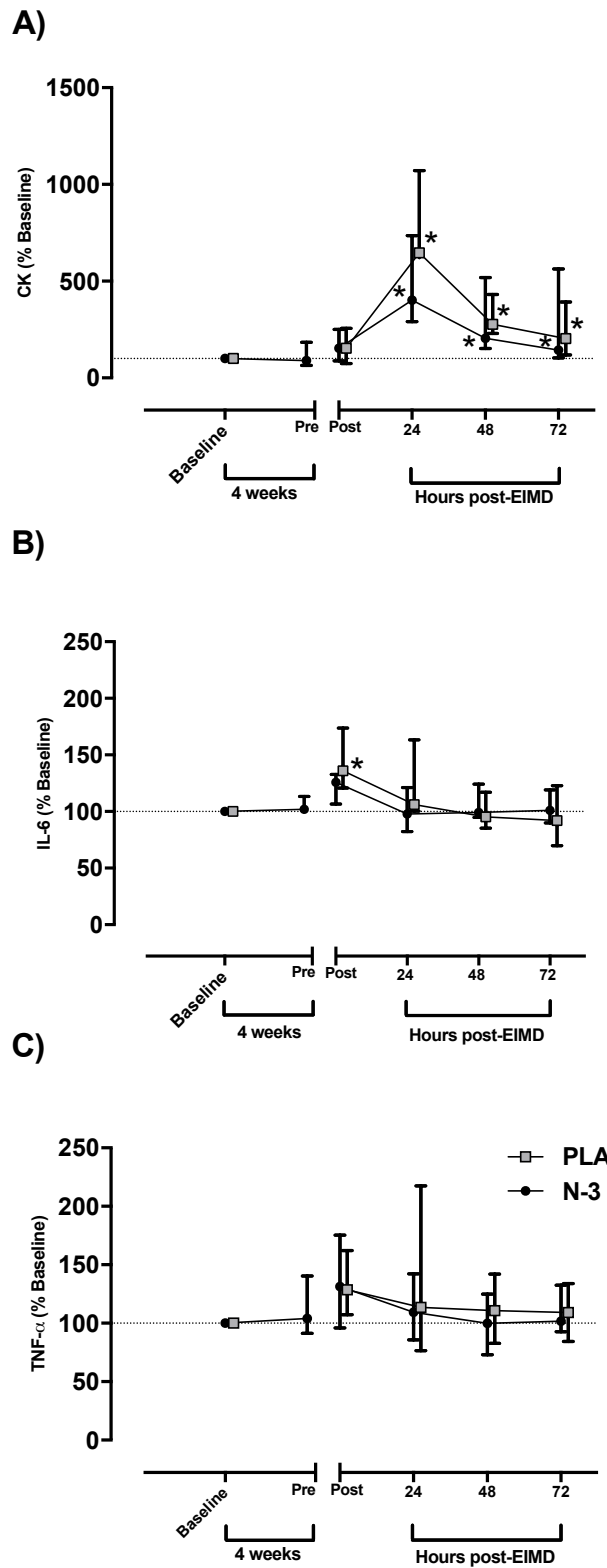 A)
1500
1000
500
0
CK (% Baseline)
*
*
*
*
*
*
Baseline
Pre
Post
24
48
72
4 weeks
Hours post-EIMD
B)
250
200
150
100
50
0
IL-6 (% Baseline)
*
Baseline
Pre
Post
24
48
72
4 weeks
Hours post-EIMD
C)
250
200
150
100
50
0
TNF-α (% Baseline)
PLA
N-3
Baseline
Pre
Post
24
48
72
4 weeks
Hours post-EIMD